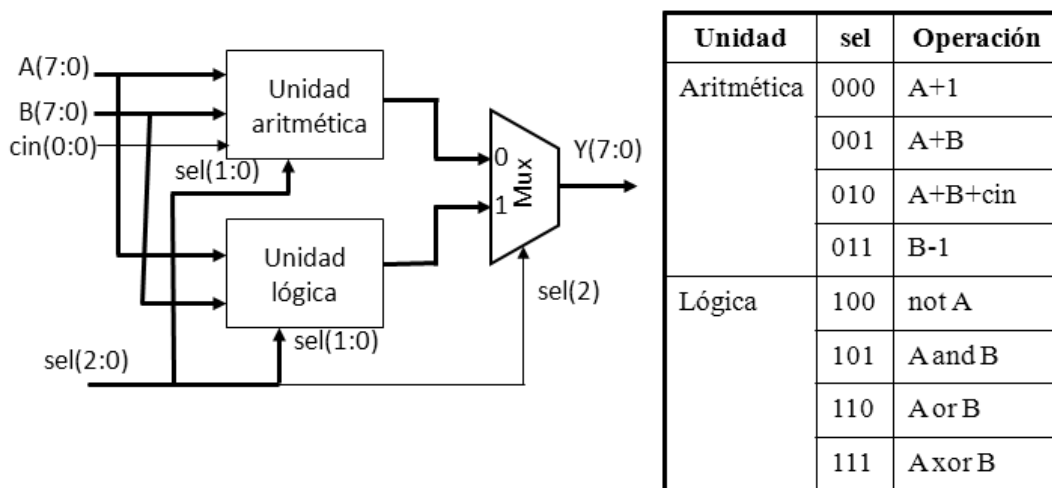 A(7:0)
B(7:0)
cin(0:0)
Unidad
aritmética
sel(1:0)
Unidad
lógica
sel(1:0)
sel(2:0)
0
1
Mux
Y(7:0)
sel(2)
Unidad sel Operación
Aritmética 000 A+1
001 A+B
010 A+B+cin
011 B-1
Lógica 100 not A
101 A and B
110 A or B
111 A xor B